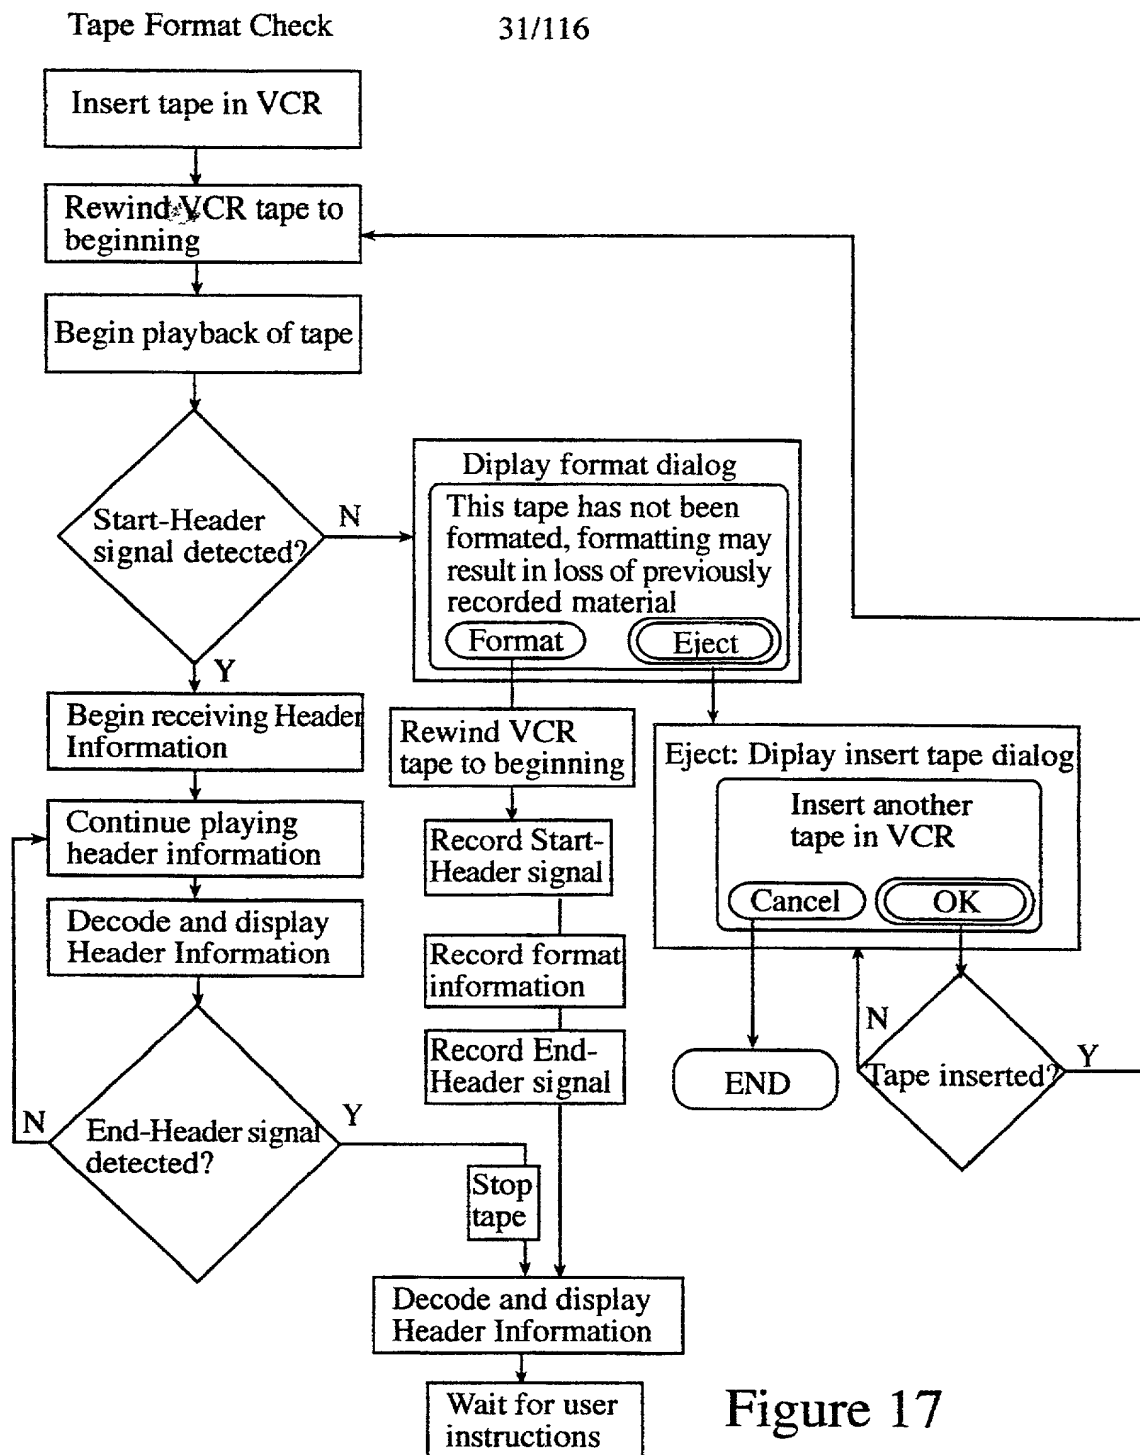 Tape Format Check
31/116
Insert tape in VCR
Rewind VCR tape to
beginning
Begin playback of tape
Start-Header
signal detected?
N
Y
Diplay format dialog
This tape has not been
formated, formatting may
result in loss of previously
recorded material
Format
Eject
Begin receiving Header
Information
Continue playing
header information
Decode and display
Header Information
End-Header signal
detected?
N
Y
Rewind VCR
tape to beginning
Record Start-
Header signal
Record format
information
Record End-
Header signal
Stop
tape
Eject: Diplay insert tape dialog
Insert another
tape in VCR
Cancel
OK
END
Tape inserted?
N
Y
Decode and display
Header Information
Wait for user
instructions
Figure 17